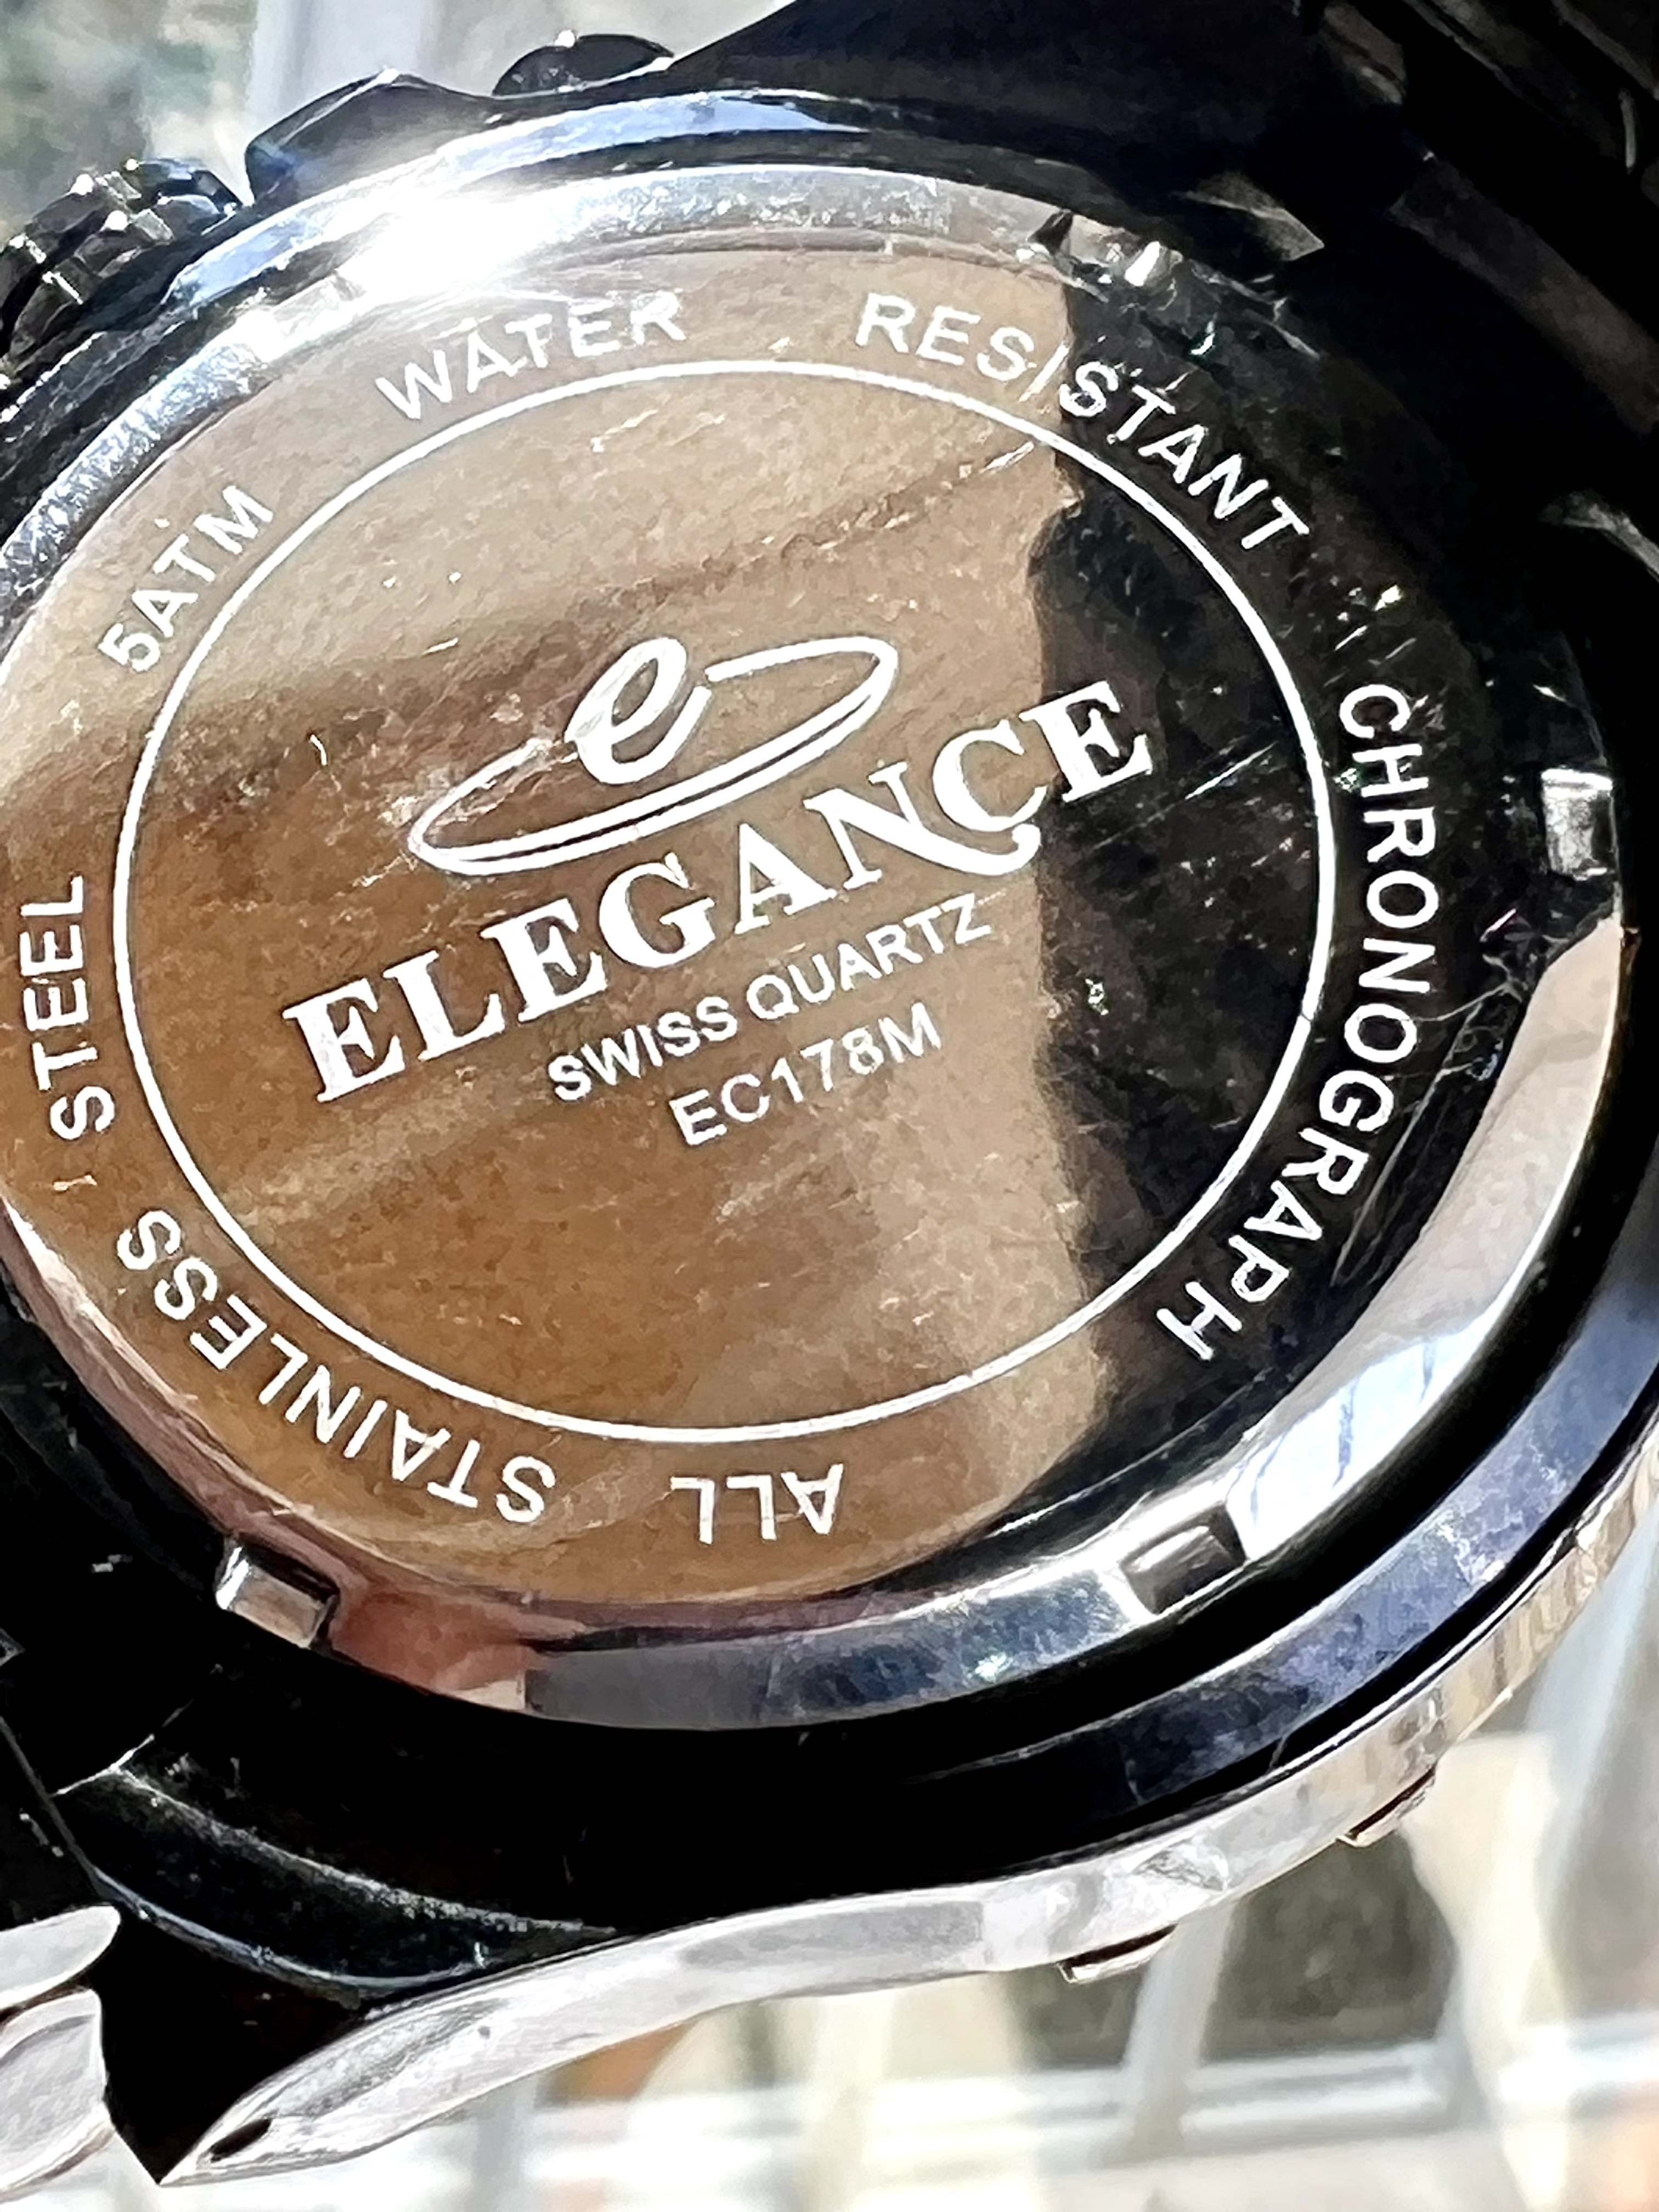 5ATM WATER RESISTANT CHRONOGRAPH ALL STAINLESS STEEL
e
ELEGANCE
SWISS QUARTZ
EC178M